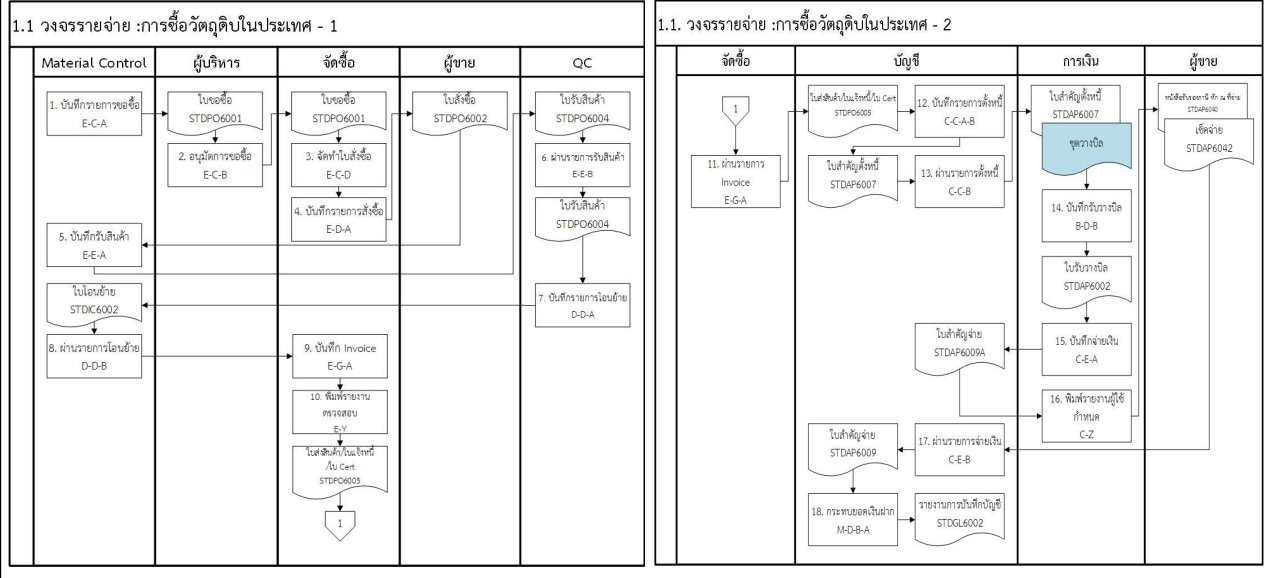 1.1 วงจรรายจ่าย :การซื้อวัตถุดิบในประเทศ - 1
Material Control
ผู้บริหาร
จัดซื้อ
ผู้ขาย
QC
1. บันทึกรายการขอซื้อ
E-C-A
ใบขอซื้อ
STDPO6001
2. อนุมัติการขอซื้อ
E-C-B
ใบขอซื้อ
STDPO6001
3. จัดทำใบสั่งซื้อ
E-C-D
4. บันทึกรายการสั่งซื้อ
E-D-A
ใบสั่งซื้อ
STDPO6002
ใบรับสินค้า
STDPO6004
6. ผ่านรายการรับสินค้า
E-E-B
ใบรับสินค้า
STDPO6004
5. บันทึกรับสินค้า
E-E-A
7. บันทึกรายการโอนย้าย
D-D-A
ใบโอนย้าย
STDIC6002
8. ผ่านรายการโอนย้าย
D-D-B
9. บันทึก Invoice
E-G-A
10. พิมพ์รายงาน
ตรวจสอบ
E-Y
ใบส่งสินค้า/ใบแจ้งหนี้
/ใบ Cert
STDPO6005
1
1.1. วงจรรายจ่าย :การซื้อวัตถุดิบในประเทศ - 2
จัดซื้อ
บัญชี
การเงิน
ผู้ขาย
1
11. ผ่านรายการ
Invoice
E-G-A
ใบส่งสินค้า/ใบแจ้งหนี้/ใบ Cert
STDPO6005
12. บันทึกรายการตั้งหนี้
C-C-A-B
ใบสำคัญตั้งหนี้
STDAP6007
13. ผ่านรายการตั้งหนี้
C-C-B
ใบสำคัญตั้งหนี้
STDAP6007
ชุดวางบิล
14. บันทึกรับวางบิล
B-D-B
ใบรับวางบิล
STDAP6002
15. บันทึกจ่ายเงิน
C-E-A
ใบสำคัญจ่าย
STDAP6009A
16. พิมพ์รายงานผู้ใช้
กำหนด
C-Z
หนังสือรับรองภาษี หัก ณ ที่จ่าย
STDAP6040
เช็คจ่าย
STDAP6042
17. ผ่านรายการจ่ายเงิน
C-E-B
ใบสำคัญจ่าย
STDAP6009
18. กระทบยอดเงินฝาก
M-D-B-A
รายงานการบันทึกบัญชี
STDGL6002